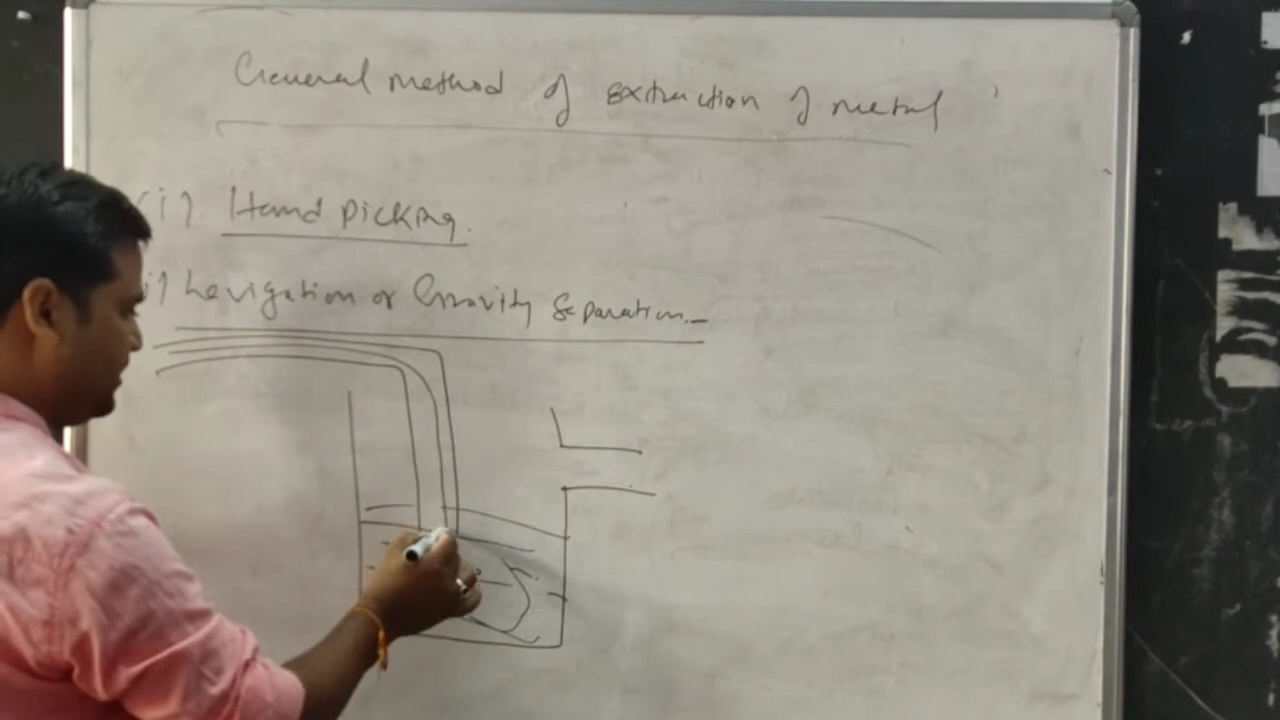 General method of extraction of metal
(i). Hand Picking.
i) Levigation or Gravity Separation.